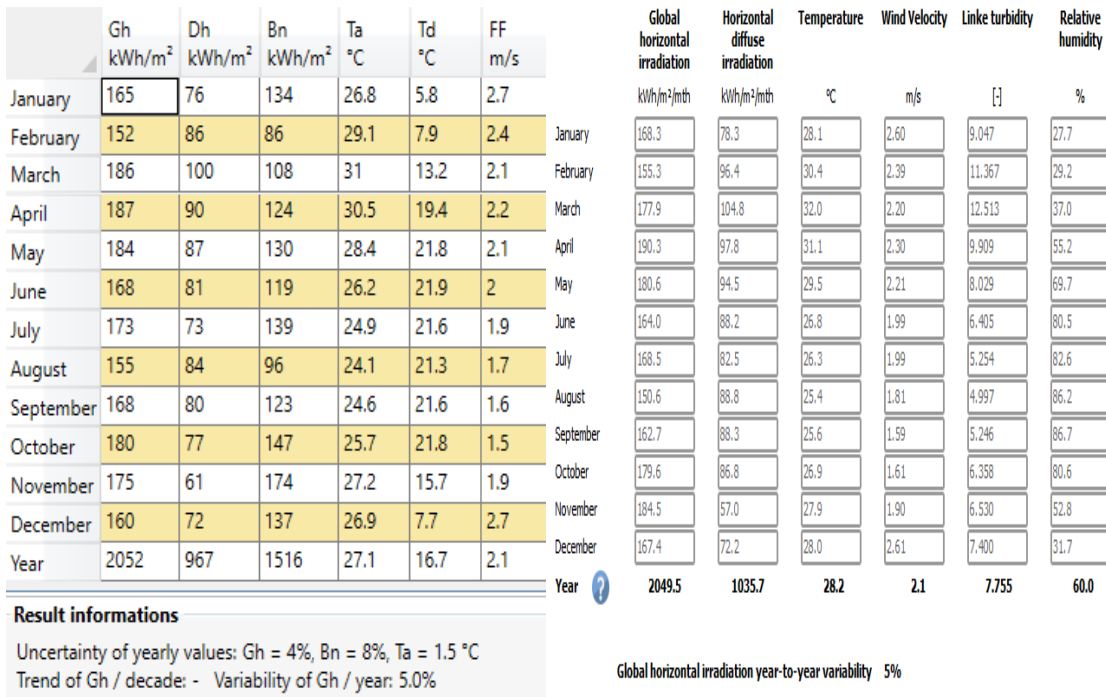 Gh Dh Bn Ta Td FF
kWh/m² kWh/m² kWh/m² °C °C m/s
January 165 76 134 26.8 5.8 2.7
February 152 86 86 29.1 7.9 2.4
March 186 100 108 31 13.2 2.1
April 187 90 124 30.5 19.4 2.2
May 184 87 130 28.4 21.8 2.1
June 168 81 119 26.2 21.9 2
July 173 73 139 24.9 21.6 1.9
August 155 84 96 24.1 21.3 1.7
September 168 80 123 24.6 21.6 1.6
October 180 77 147 25.7 21.8 1.5
November 175 61 174 27.2 15.7 1.9
December 160 72 137 26.9 7.7 2.7
Year 2052 967 1516 27.1 16.7 2.1
Result informations
Uncertainty of yearly values: Gh = 4%, Bn = 8%, Ta = 1.5 °C
Trend of Gh / decade: - Variability of Gh / year: 5.0%
Global Horizontal Temperature Wind Velocity Linke turbidity Relative
horizontal diffuse humidity
irradiation irradiation
kWh/m²/mth kWh/m²/mth °C m/s [-] %
January 168.3 78.3 28.1 2.60 9.047 27.7
February 155.3 96.4 30.4 2.39 11.367 29.2
March 177.9 104.8 32.0 2.20 12.513 37.0
April 190.3 97.8 31.1 2.30 9.909 55.2
May 180.6 94.5 29.5 2.21 8.029 69.7
June 164.0 88.2 26.8 1.99 6.405 80.5
July 168.5 82.5 26.3 1.99 5.254 82.6
August 150.6 88.8 25.4 1.81 4.997 86.2
September 162.7 88.3 25.6 1.59 5.246 86.7
October 179.6 86.8 26.9 1.61 6.358 80.6
November 184.5 57.0 27.9 1.90 6.530 52.8
December 167.4 72.2 28.0 2.61 7.400 31.7
Year ? 2049.5 1035.7 28.2 2.1 7.755 60.0
Global horizontal irradiation year-to-year variability 5%